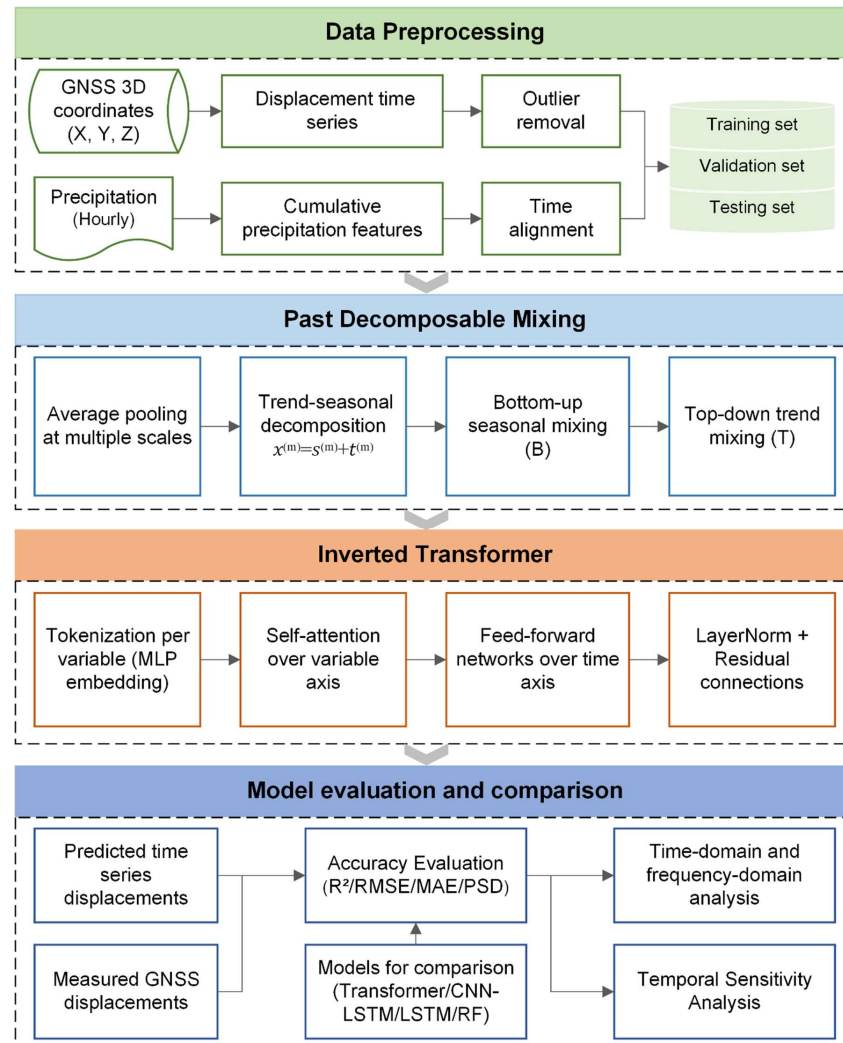 Data Preprocessing
GNSS 3D
coordinates
(X, Y, Z)
Displacement time
series
Outlier
removal
Precipitation
(Hourly)
Cumulative
precipitation features
Time
alignment
Training set
Validation set
Testing set
Past Decomposable Mixing
Average pooling
at multiple scales
Trend-seasonal
decomposition
x⁽ᵐ⁾=s⁽ᵐ⁾+t⁽ᵐ⁾
Bottom-up
seasonal mixing
(B)
Top-down trend
mixing (T)
Inverted Transformer
Tokenization per
variable (MLP
embedding)
Self-attention
over variable
axis
Feed-forward
networks over time
axis
LayerNorm +
Residual
connections
Model evaluation and comparison
Predicted time
series
displacements
Measured GNSS
displacements
Accuracy Evaluation
(R²/RMSE/MAE/PSD)
Models for comparison
(Transformer/CNN-
LSTM/LSTM/RF)
Time-domain and
frequency-domain
analysis
Temporal Sensitivity
Analysis